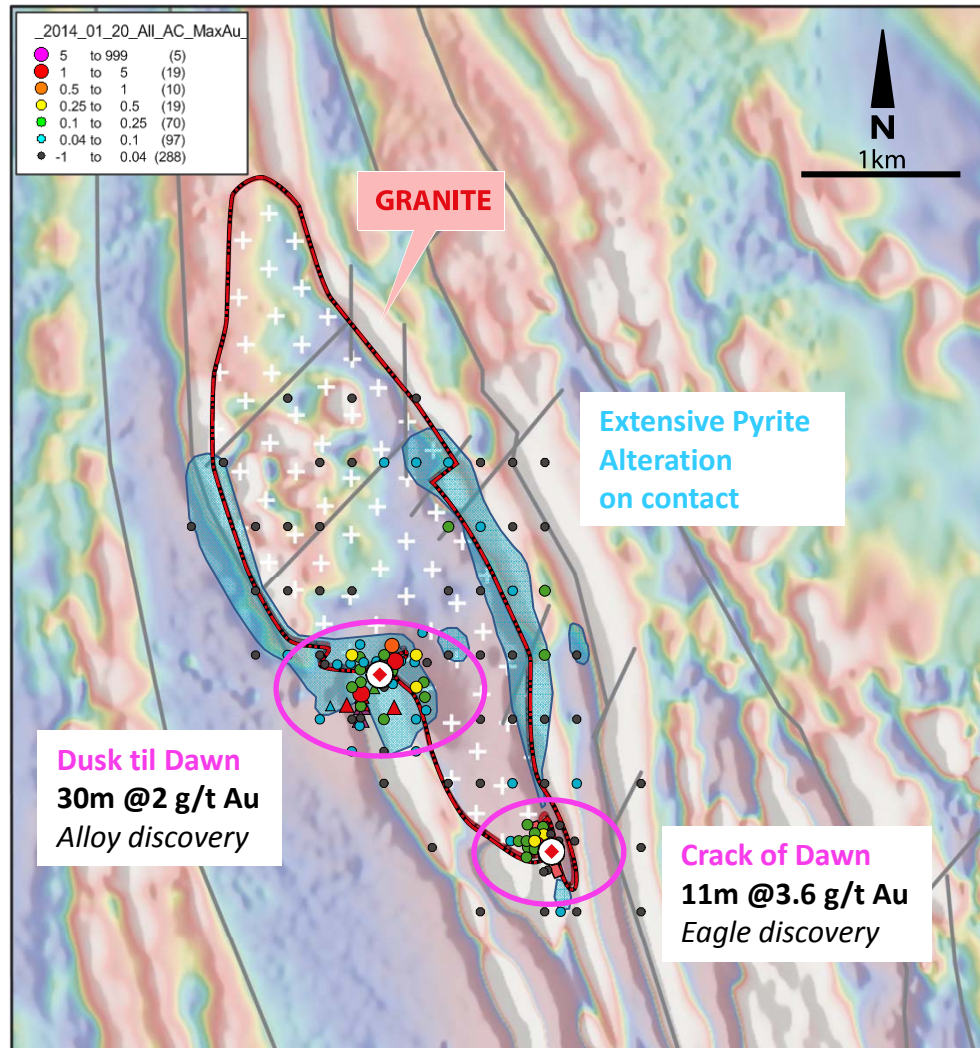 _2014_01_20_All_AC_MaxAu_
5 to 999 (5)
1 to 5 (19)
0.5 to 1 (10)
0.25 to 0.5 (19)
0.1 to 0.25 (70)
0.04 to 0.1 (97)
-1 to 0.04 (288)
N
1km
GRANITE
Extensive Pyrite
Alteration
on contact
Dusk til Dawn
30m @2 g/t Au
Alloy discovery
Crack of Dawn
11m @3.6 g/t Au
Eagle discovery